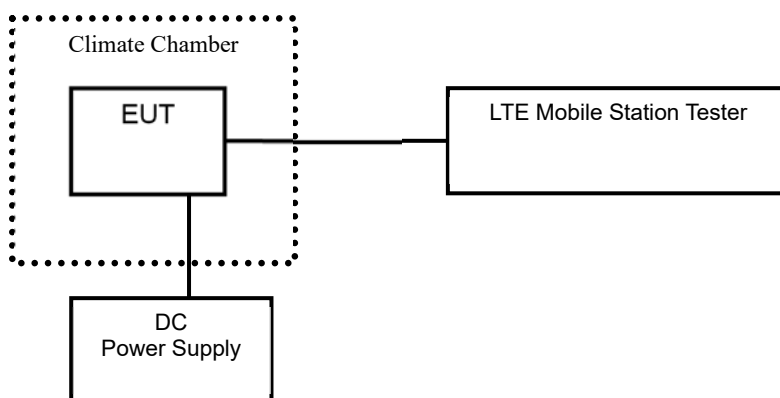 Climate Chamber
EUT
LTE Mobile Station Tester
DC
Power Supply